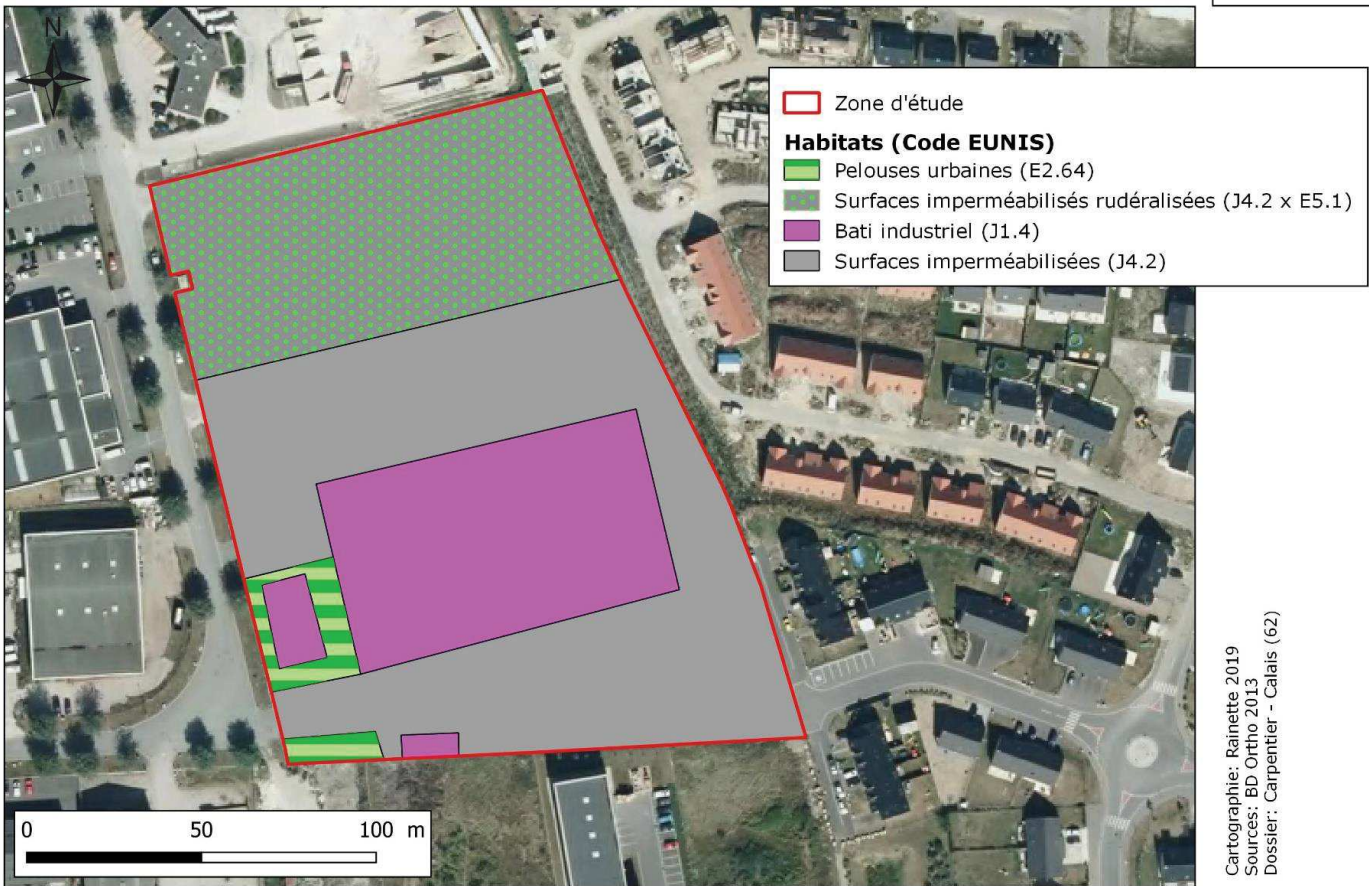 N
Zone d'étude
Habitats (Code EUNIS)
Pelouses urbaines (E2.64)
Surfaces imperméabilisés rudéralisées (J4.2 x E5.1)
Bati industriel (J1.4)
Surfaces imperméabilisées (J4.2)
0 50 100 m
Cartographie: Rainette 2019
Sources: BD Ortho 2013
Dossier: Carpentier - Calais (62)